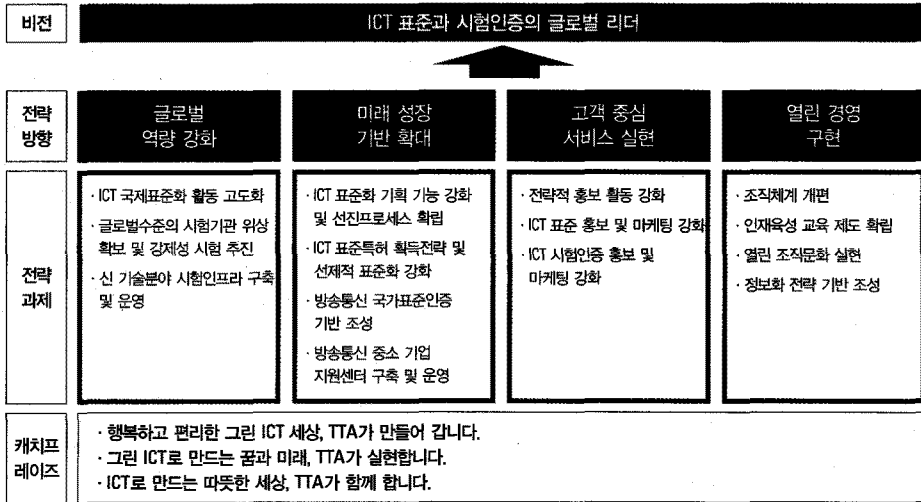 비전
ICT 표준과 시험인증의 글로벌 리더
전략
방향
글로벌
역량 강화
미래 성장
기반 확대
고객 중심
서비스 실현
열린 경영
구현
전략
과제
· ICT 국제표준화 활동 고도화
· 글로벌수준의 시험기관 위상
확보 및 강제성 시험 추진
· 신 기술분야 시험인프라 구축
및 운영
· ICT 표준화 기획 기능 강화
및 선진프로세스 확립
· ICT 표준특허 획득전략 및
선제적 표준화 강화
· 방송통신 국가표준인증
기반 조성
· 방송통신 중소 기업
지원센터 구축 및 운영
· 전략적 홍보 활동 강화
· ICT 표준 홍보 및 마케팅 강화
· ICT 시험인증 홍보 및
마케팅 강화
· 조직체계 개편
· 인재육성 교육 제도 확립
· 열린 조직문화 실현
· 정보화 전략 기반 조성
캐치프
레이즈
· 행복하고 편리한 그린 ICT 세상, TTA가 만들어 갑니다.
· 그린 ICT로 만드는 꿈과 미래, TTA가 실현합니다.
· ICT로 만드는 따뜻한 세상, TTA가 함께 합니다.